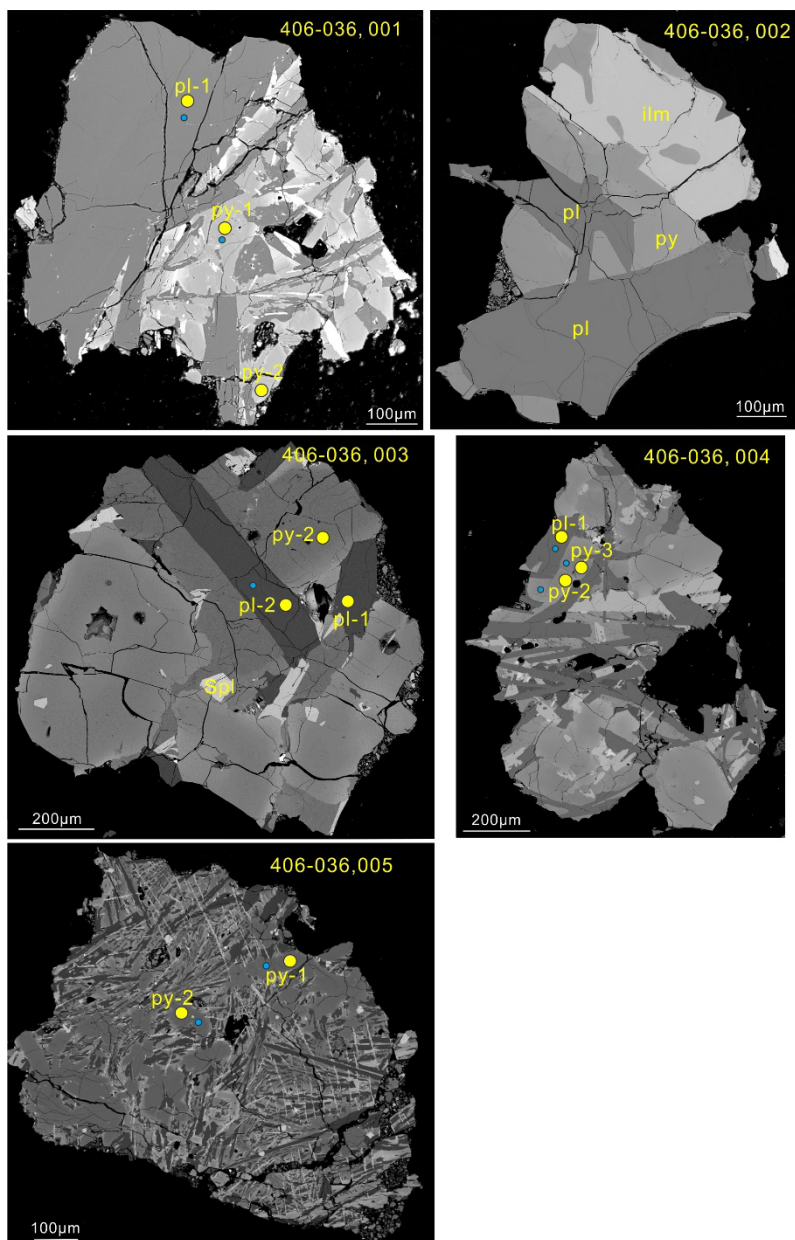 406-036, 001
pl-1
py-1
py-2
100μm
406-036, 002
ilm
pl
py
pl
100μm
406-036, 003
py-2
pl-2
pl-1
Spl
200μm
406-036, 004
pl-1
py-3
py-2
200μm
406-036,005
py-1
py-2
100μm